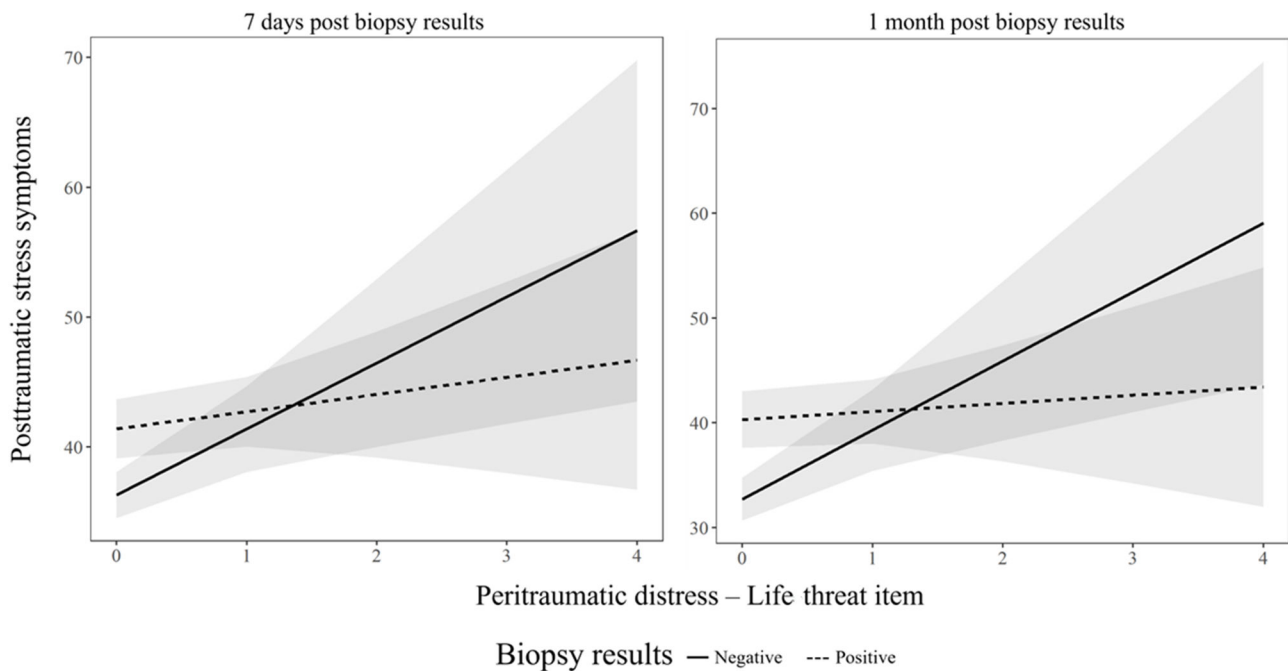 7 days post biopsy results
1 month post biopsy results
Posttraumatic stress symptoms
70
60
50
40
0 1 2 3 4
70
60
50
40
30
0 1 2 3 4
Peritraumatic distress – Life threat item
Biopsy results Negative Positive